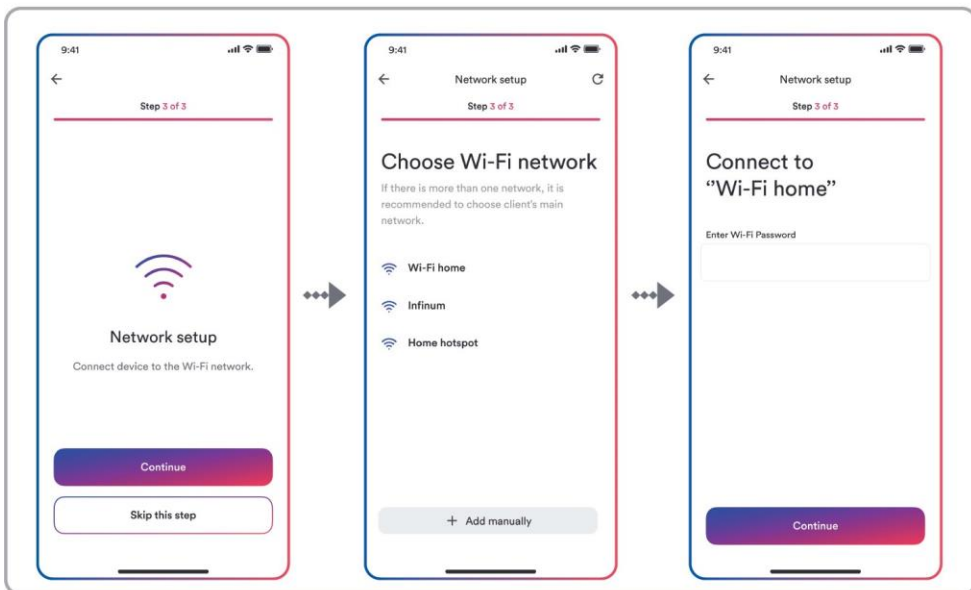 9:41
Step 3 of 3
Network setup
Connect device to the Wi-Fi network.
Continue
Skip this step
9:41
Network setup
Step 3 of 3
Choose Wi-Fi network
If there is more than one network, it is
recommended to choose client's main
network.
Wi-Fi home
Infinum
Home hotspot
+ Add manually
9:41
Network setup
Step 3 of 3
Connect to
‘’Wi-Fi home”
Enter Wi-Fi Password
Continue